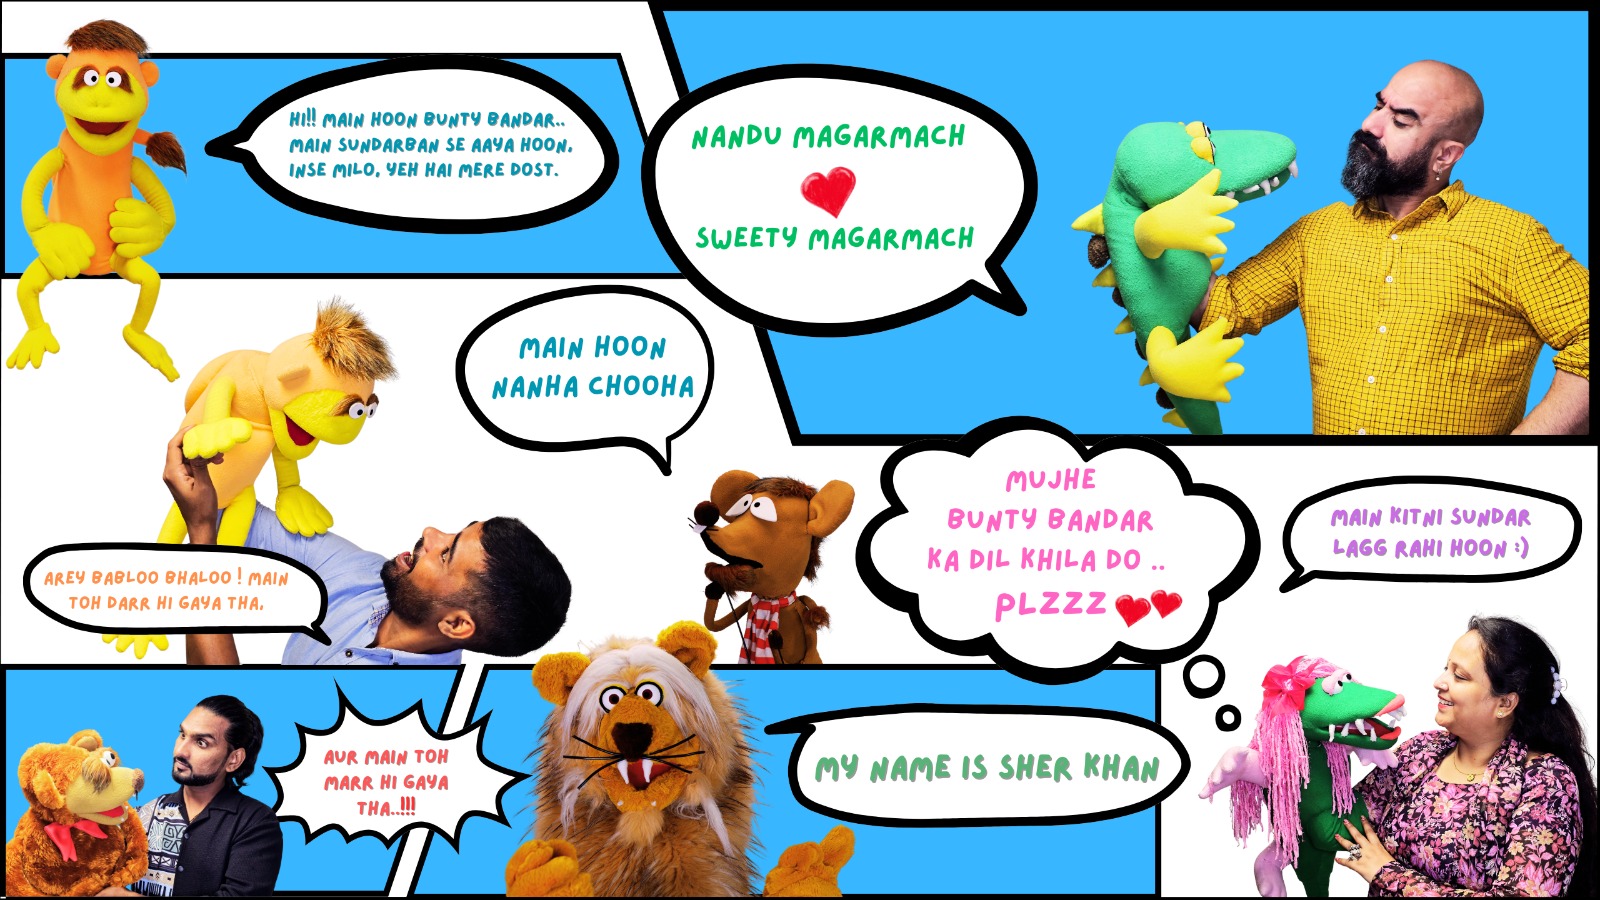 HI!! MAIN HOON BUNTY BANDAR..
MAIN SUNDARBAN SE AAYA HOON.
INSE MILO, YEH HAI MERE DOST.
NANDU MAGARMACH
SWEETY MAGARMACH
MAIN HOON
NANHA CHOOHA
MUJHE
BUNTY BANDAR
KA DIL KHILA DO ..
PLZZZ
MAIN KITNI SUNDAR
LAGG RAHI HOON :)
AREY BABLOO BHALOO ! MAIN
TOH DARR HI GAYA THA.
AUR MAIN TOH
MARR HI GAYA
THA..!!!
MY NAME IS SHER KHAN